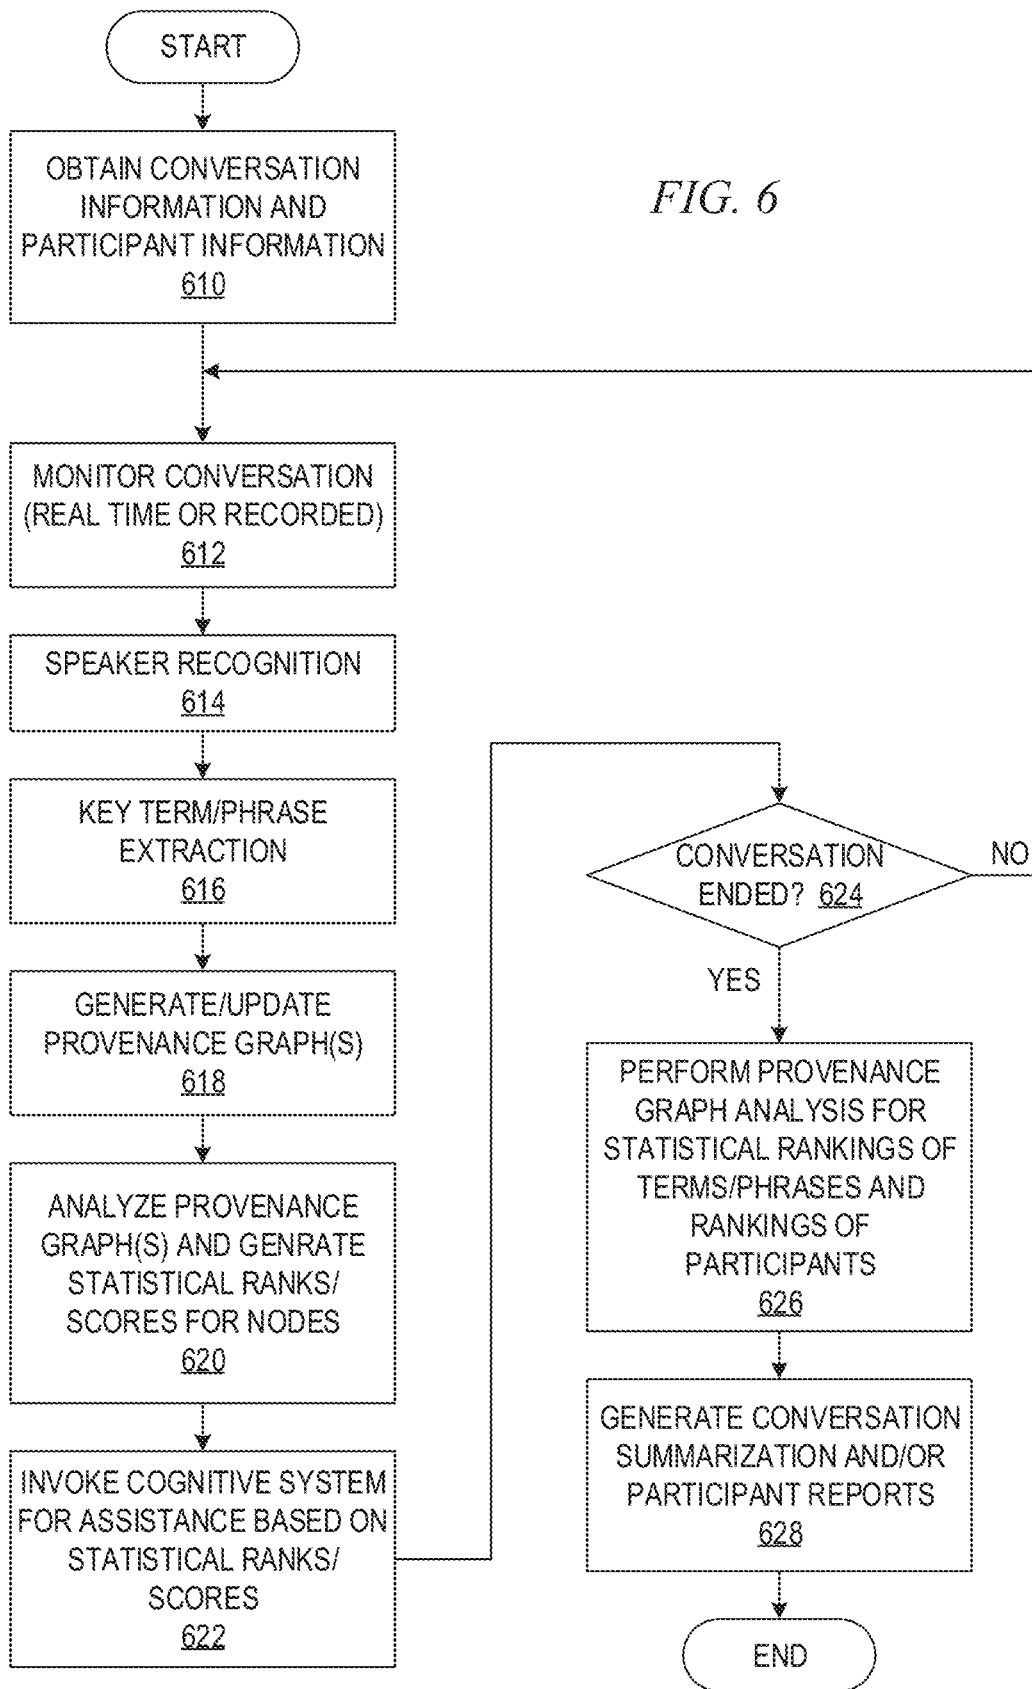 START
OBTAIN CONVERSATION
INFORMATION AND
PARTICIPANT INFORMATION
610
FIG. 6
MONITOR CONVERSATION
(REAL TIME OR RECORDED)
612
SPEAKER RECOGNITION
614
KEY TERM/PHRASE
EXTRACTION
616
GENERATE/UPDATE
PROVENANCE GRAPH(S)
618
ANALYZE PROVENANCE
GRAPH(S) AND GENRATE
STATISTICAL RANKS/
SCORES FOR NODES
620
INVOKE COGNITIVE SYSTEM
FOR ASSISTANCE BASED ON
STATISTICAL RANKS/
SCORES
622
CONVERSATION
ENDED? 624
NO
YES
PERFORM PROVENANCE
GRAPH ANALYSIS FOR
STATISTICAL RANKINGS OF
TERMS/PHRASES AND
RANKINGS OF
PARTICIPANTS
626
GENERATE CONVERSATION
SUMMARIZATION AND/OR
PARTICIPANT REPORTS
628
END